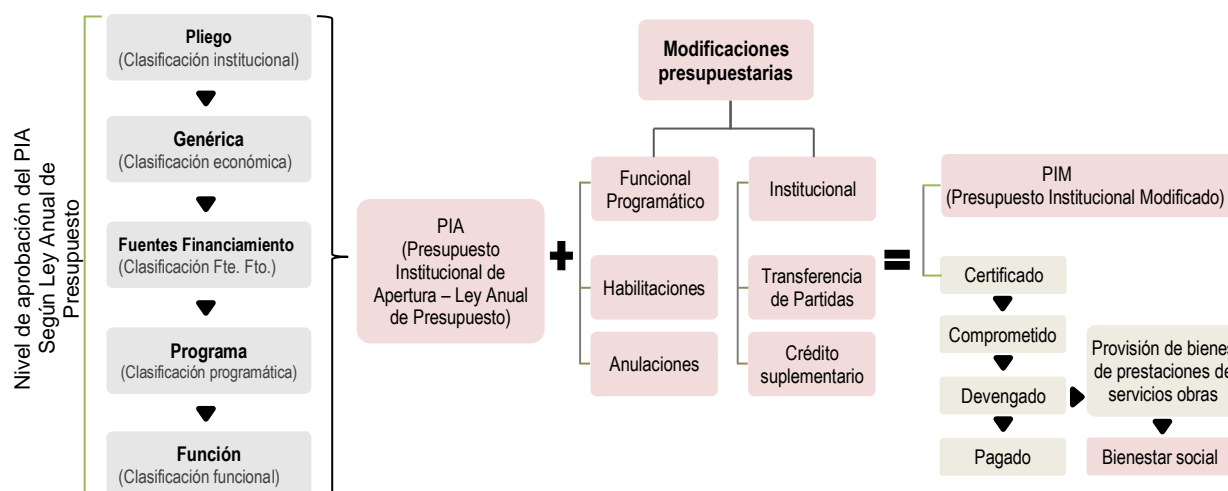 Nivel de aprobación del PIA
Según Ley Anual de
Presupuesto
Pliego
(Clasificación institucional)
Genérica
(Clasificación económica)
Fuentes Financiamiento
(Clasificación Fte. Fto.)
Programa
(Clasificación programática)
Función
(Clasificación funcional)
PIA
(Presupuesto
Institucional de
Apertura – Ley Anual
de Presupuesto)
+
Modificaciones
presupuestarias
Funcional
Programático
Habilitaciones
Anulaciones
Institucional
Transferencia
de Partidas
Crédito
suplementario
=
PIM
(Presupuesto Institucional Modificado)
Certificado
Comprometido
Devengado
Pagado
Provisión de biene
de prestaciones de
servicios obras
Bienestar social